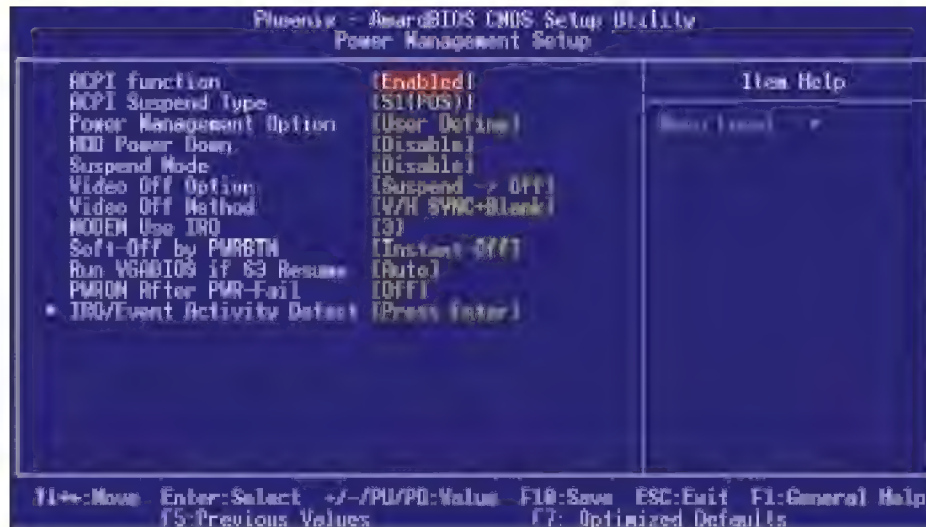 Phoenix - AwardBIOS CMOS Setup Utility
Power Management Setup
ACPI function [Enabled]
ACPI Suspend Type [S1(POS)]
Power Management Option [User Define]
HDD Power Down [Disable]
Suspend Mode [Disable]
Video Off Option [Suspend -> Off]
Video Off Method [V/H SYNC+Blank]
MODEM Use IRQ [3]
Soft-Off by PWRBTN [Instant-Off]
Run VGABIOS if S3 Resume [Auto]
PWRON After PWR-Fail [Off]
▸ IRQ/Event Activity Detect [Press Enter]
Item Help
Menu Level ▸
↑↓→←:Move Enter:Select +/-/PU/PD:Value F10:Save ESC:Exit F1:General Help
F5:Previous Values F7: Optimized Defaults